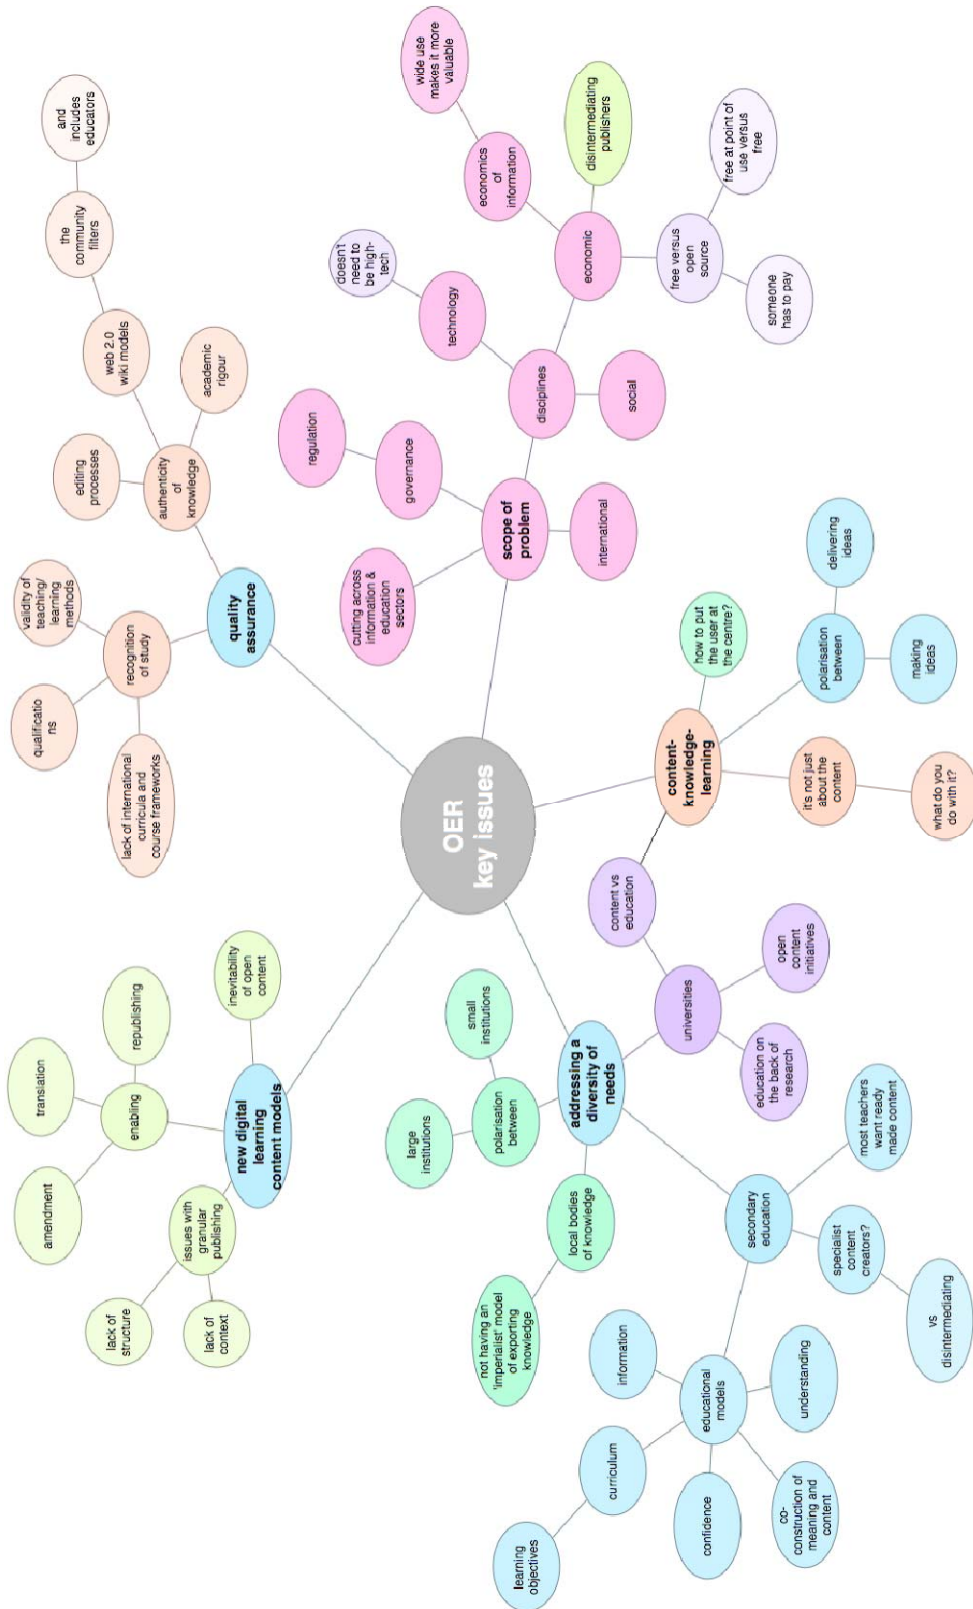 OER
key issues
new digital
learning
content models
inevitability
of open
content
enabling
republishing
translation
amendment
issues with
granular
publishing
lack of
structure
lack of
context
quality
assurance
recognition
of study
validity of
teaching/
learning
methods
qualificatio
ns
lack of international
curricula and
course frameworks
authenticity
of
knowledge
editing
processes
academic
rigour
web 2.0
wiki models
the
community
filters
and
includes
educators
scope of
problem
cutting across
information &
education
sectors
governance
regulation
international
disciplines
technology
doesn't
need to
be high-
tech
social
economic
economics
of
information
wide use
makes it more
valuable
disintermediating
publishers
free versus
open
source
free at point of
use versus
free
someone
has to pay
content-
knowledge-
learning
how to put
the user at
the centre?
polarisation
between
delivering
ideas
making
ideas
it's not just
about the
content
what do you
do with it?
content vs
education
universities
open
content
initiatives
education on
the back of
research
addressing a
diversity of
needs
polarisation
between
small
institutions
large
institutions
local bodies
of knowledge
not having an
'imperialist' model
of exporting
knowledge
secondary
education
most teachers
want ready
made content
specialist
content
creators?
vs
disintermediating
educational
models
information
curriculum
learning
objectives
confidence
co-
construction of
meaning and
content
understanding